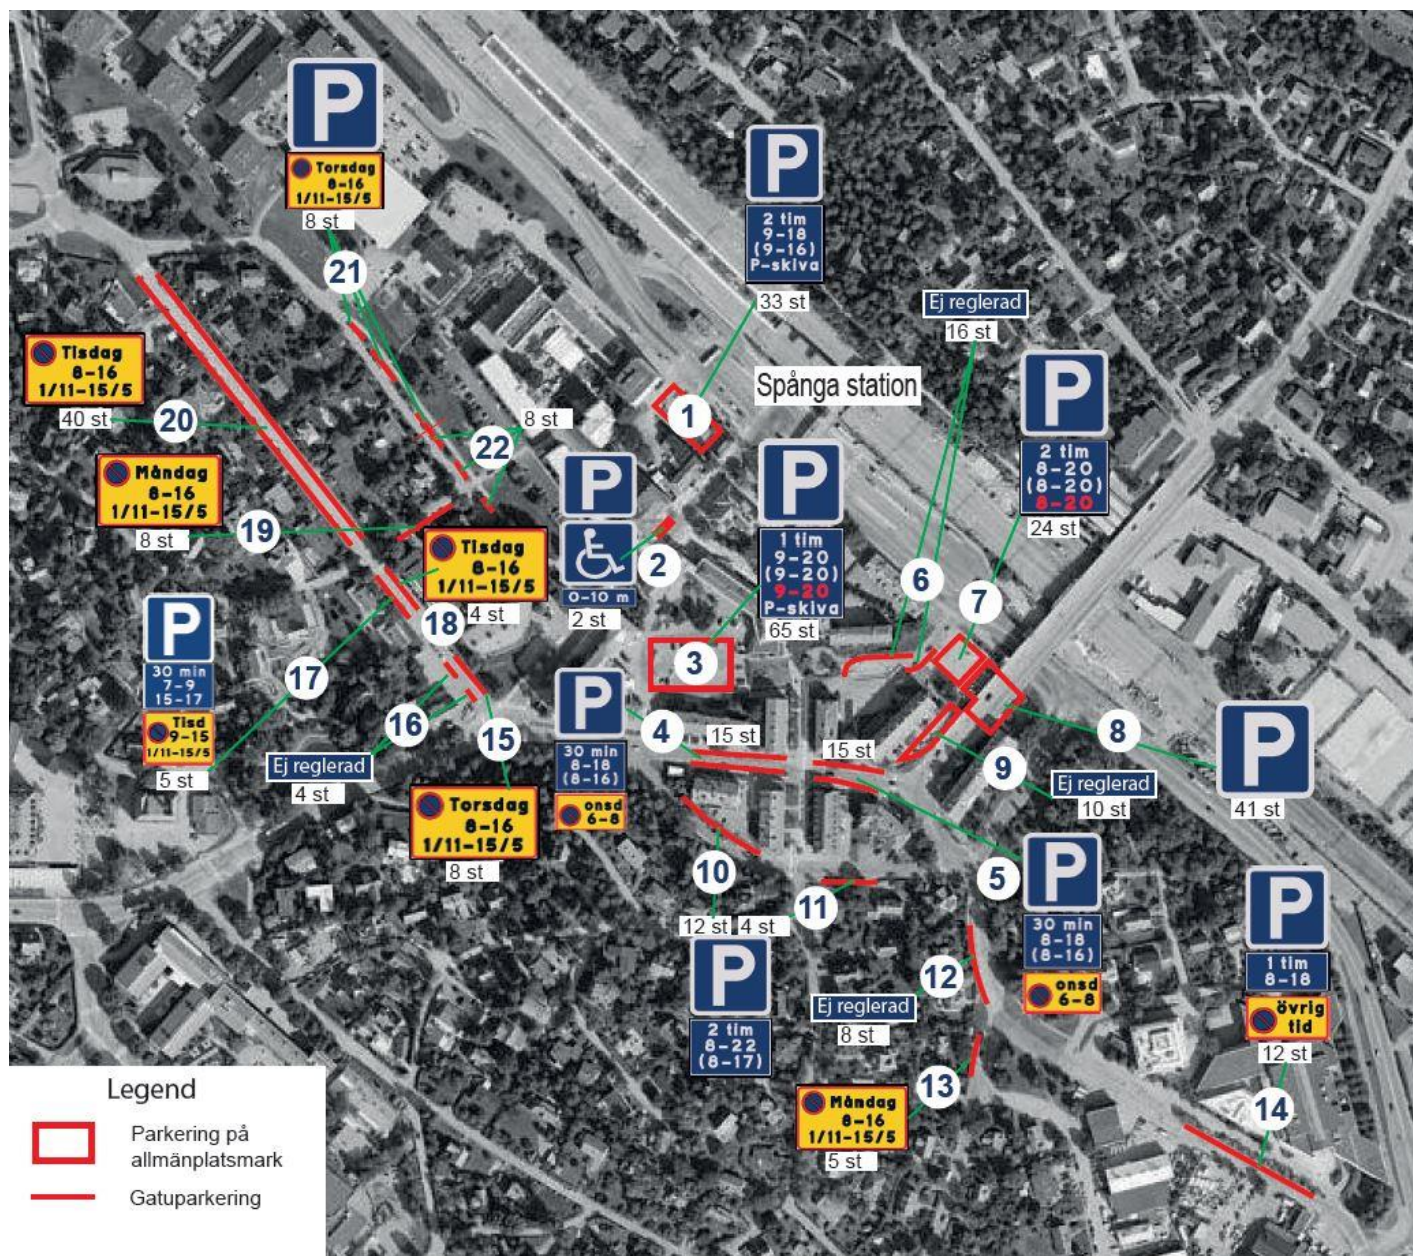 P
Torsdag
8-16
1/11-15/5
8 st
21
P
2 tim
9-18
(9-16)
P-skiva
33 st
Ej reglerad
16 st
Tisdag
8-16
1/11-15/5
40 st
20
Spånga station
1
P
2 tim
8-20
(8-20)
8-20
24 st
8 st
22
Måndag
8-16
1/11-15/5
8 st
19
P
0-10 m
2 st
2
P
1 tim
9-20
(9-20)
9-20
P-skiva
65 st
Tisdag
8-16
1/11-15/5
4 st
18
6
7
P
30 min
7-9
15-17
Tisd
9-15
1/11-15/5
5 st
17
3
16
Ej reglerad
4 st
15
Torsdag
8-16
1/11-15/5
8 st
P
30 min
8-18
(8-16)
onsd
6-8
4
15 st
15 st
8
P
41 st
9
Ej reglerad
10 st
10
11
12 st
4 st
P
2 tim
8-22
(8-17)
5
P
30 min
8-18
(8-16)
onsd
6-8
12
Ej reglerad
8 st
13
Måndag
8-16
1/11-15/5
5 st
P
1 tim
8-18
övrig
tid
12 st
14
Legend
Parkering på
allmänplatsmark
Gatuparkering